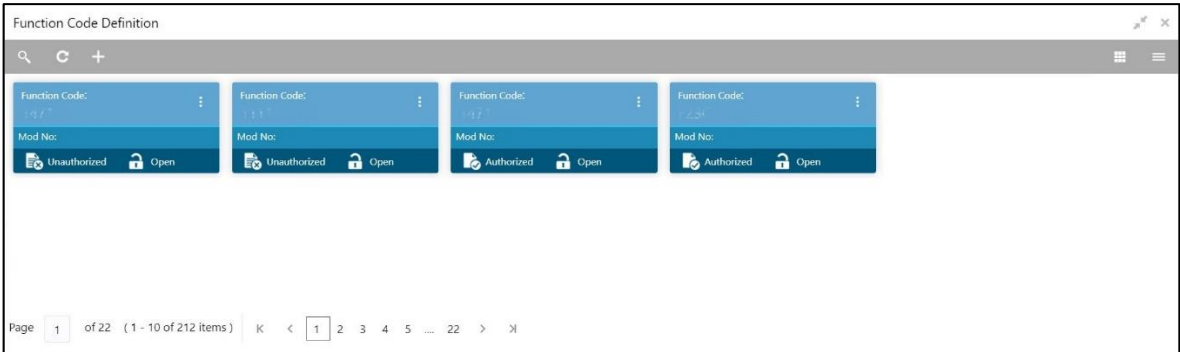 Function Code Definition
Function Code: Function Code: Function Code: Function Code:
Mod No: Mod No: Mod No: Mod No:
Unauthorized Open Unauthorized Open Authorized Open Authorized Open
Page 1 of 22 (1 - 10 of 212 items) 1 2 3 4 5 ... 22